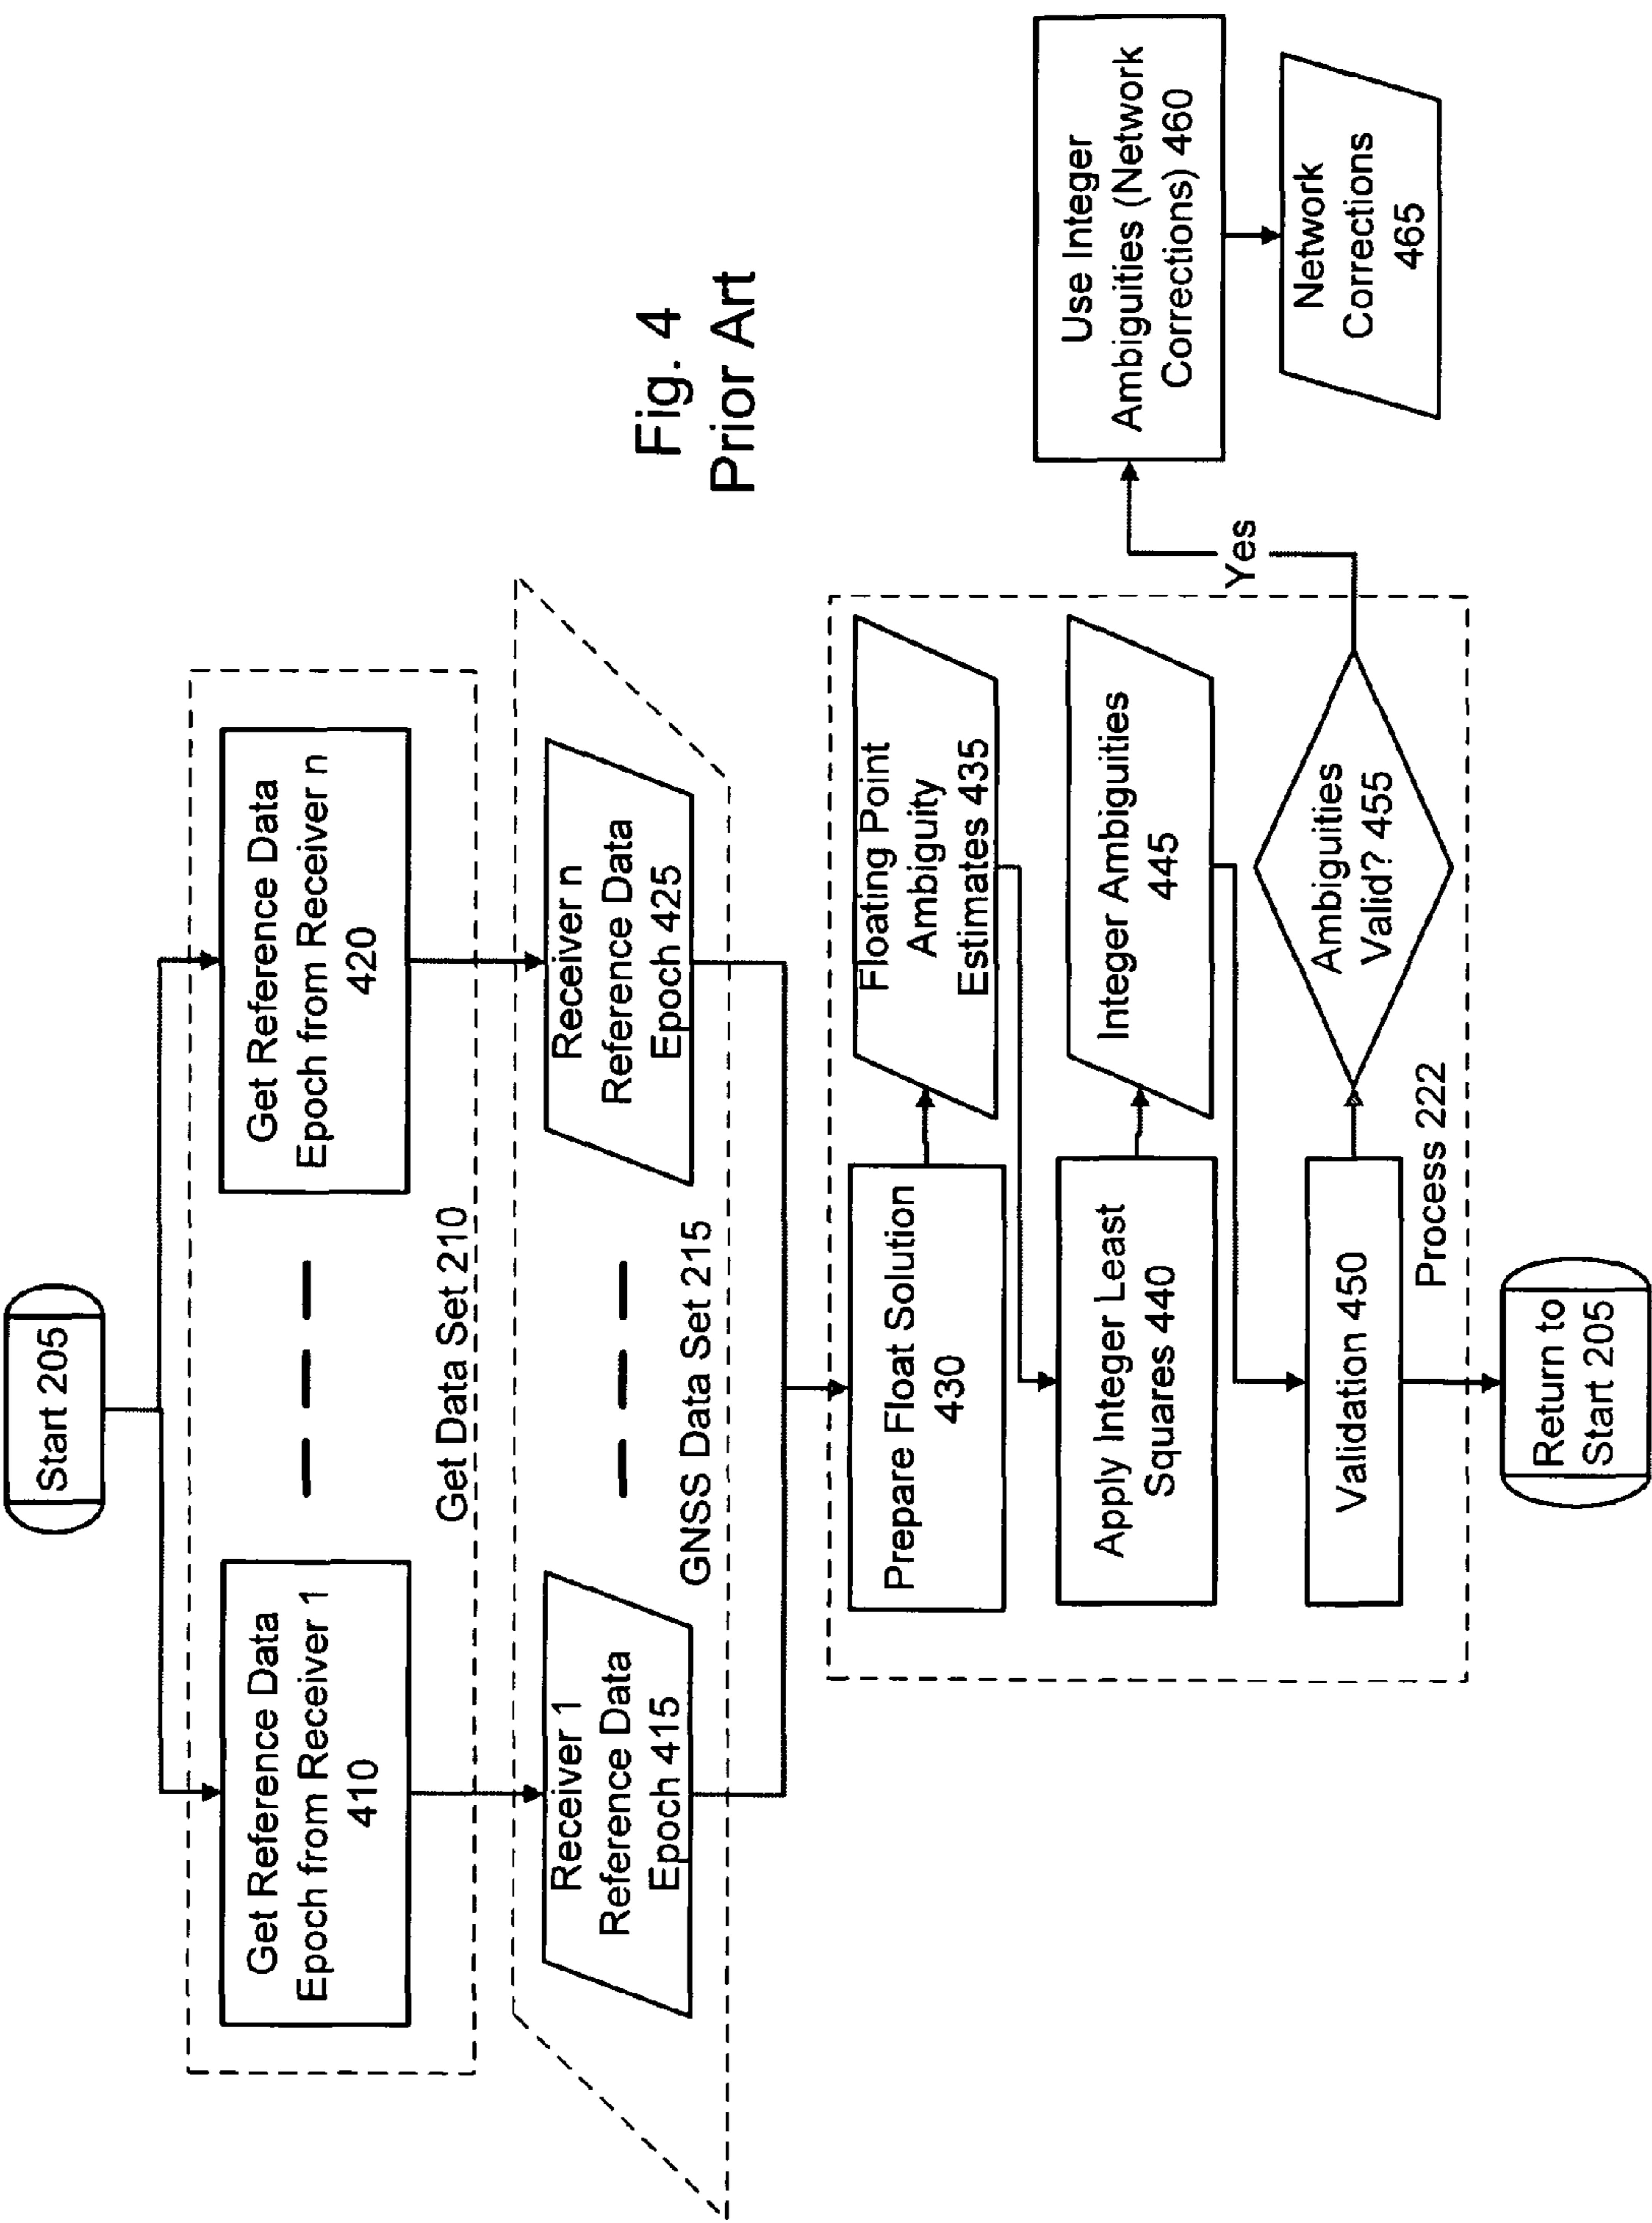 Start 205
Get Reference Data
Epoch from Receiver 1
410
Get Reference Data
Epoch from Receiver n
420
Get Data Set 210
Receiver 1
Reference Data
Epoch 415
Receiver n
Reference Data
Epoch 425
GNSS Data Set 215
Fig. 4
Prior Art
Prepare Float Solution
430
Floating Point
Ambiguity
Estimates 435
Apply Integer Least
Squares 440
Integer Ambiguities
445
Validation 450
Ambiguities
Valid? 455
Process 222
Yes
Use Integer
Ambiguities (Network
Corrections) 460
Network
Corrections
465
Return to
Start 205